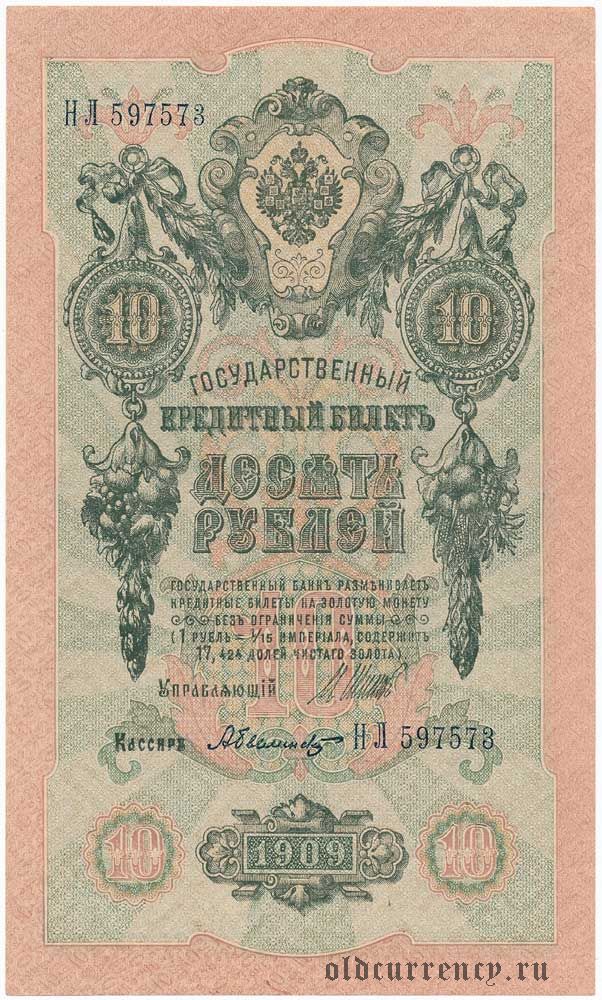 НЛ 597573
10 10
ГОСУДАРСТВЕННЫЙ
КРЕДИТНЫЙ БИЛЕТЪ
ДЕСЯТЬ
РУБЛЕЙ
ГОСУДАРСТВЕННЫЙ БАНКЪ РАЗМѢНИВАЕТЪ
КРЕДИТНЫЕ БИЛЕТЫ НА ЗОЛОТУЮ МОНЕТУ
БЕЗЪ ОГРАНИЧЕНІЯ СУММЫ
(1 РУБЛЬ = 1/15 ИМПЕРІАЛА, СОДЕРЖИТЪ
17,424 ДОЛЕЙ ЧИСТАГО ЗОЛОТА)
10
УПРАВЛЯЮЩІЙ
КАССИРЪ НЛ 597573
10 1909 10
oldcurrency.ru